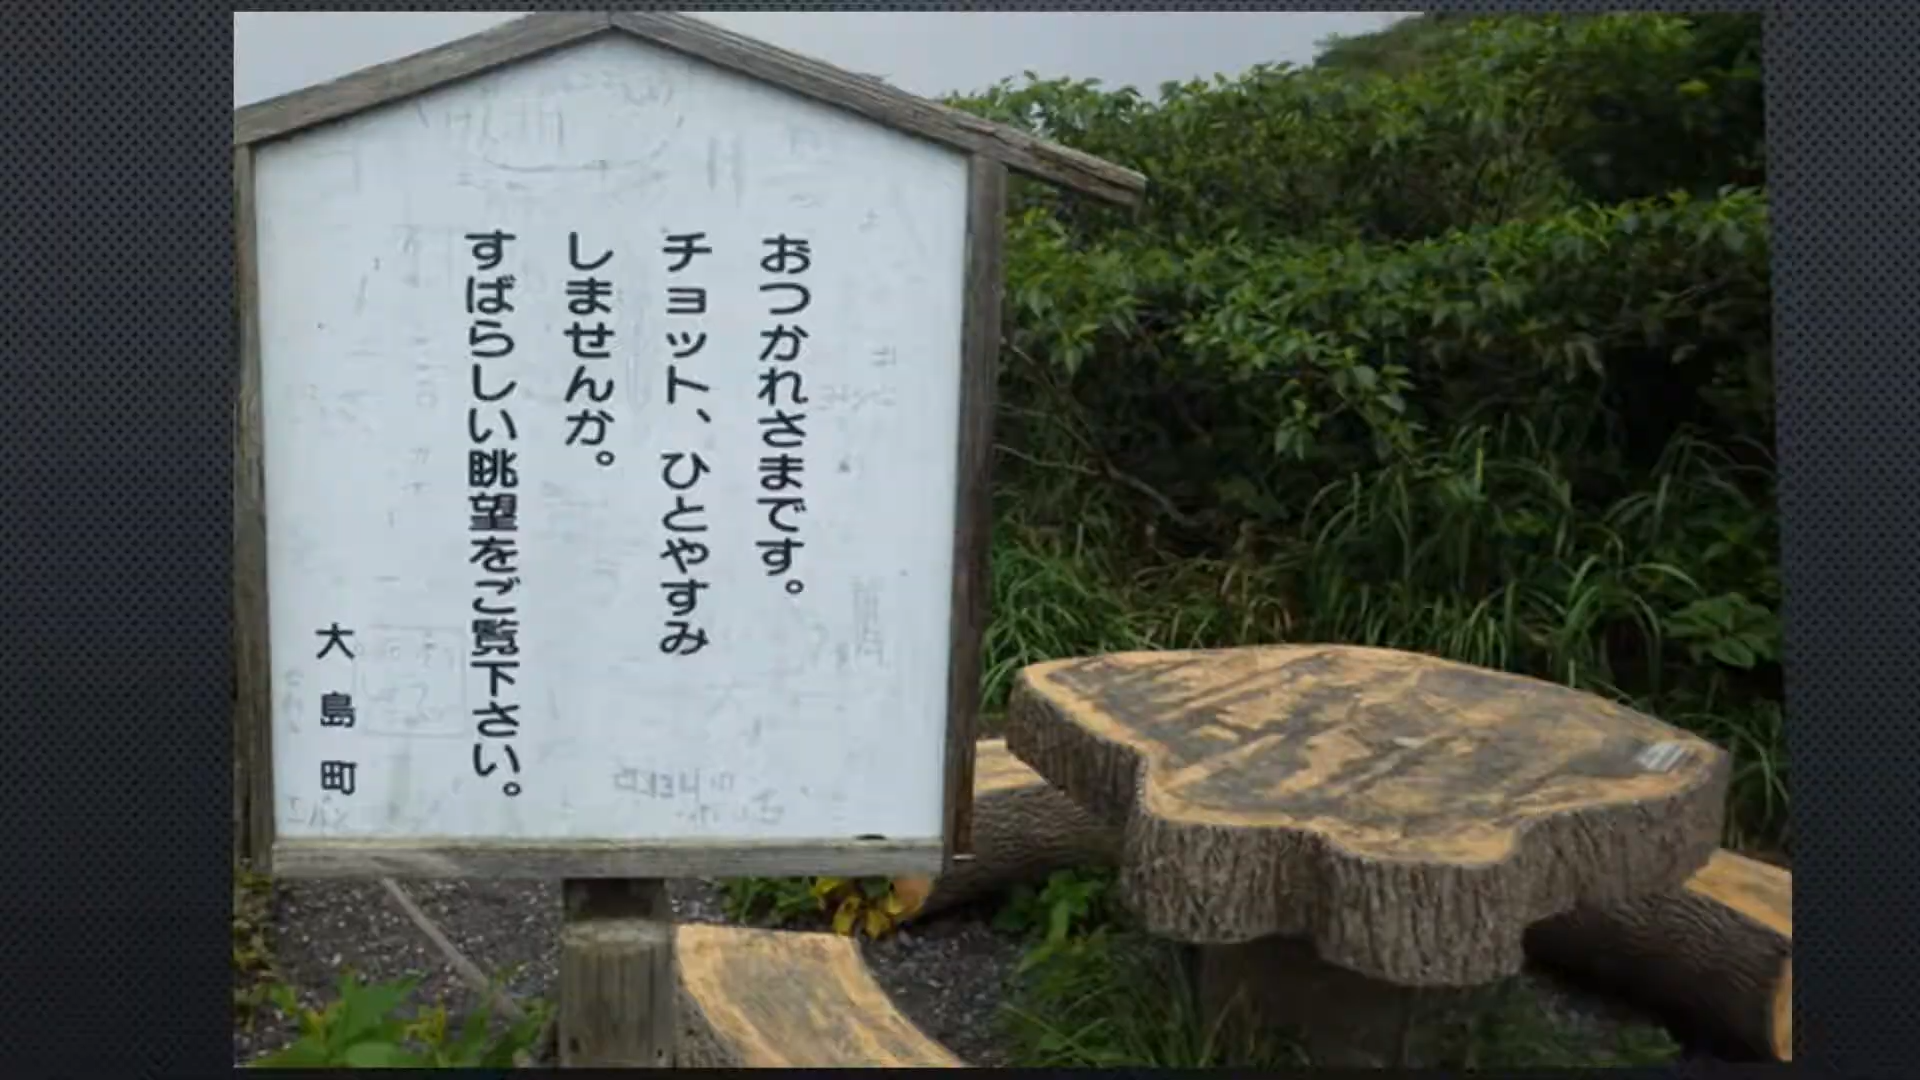 おつかれさまです。
チョット、ひとやすみ
しませんか。
すばらしい眺望をご覧下さい。
大島町